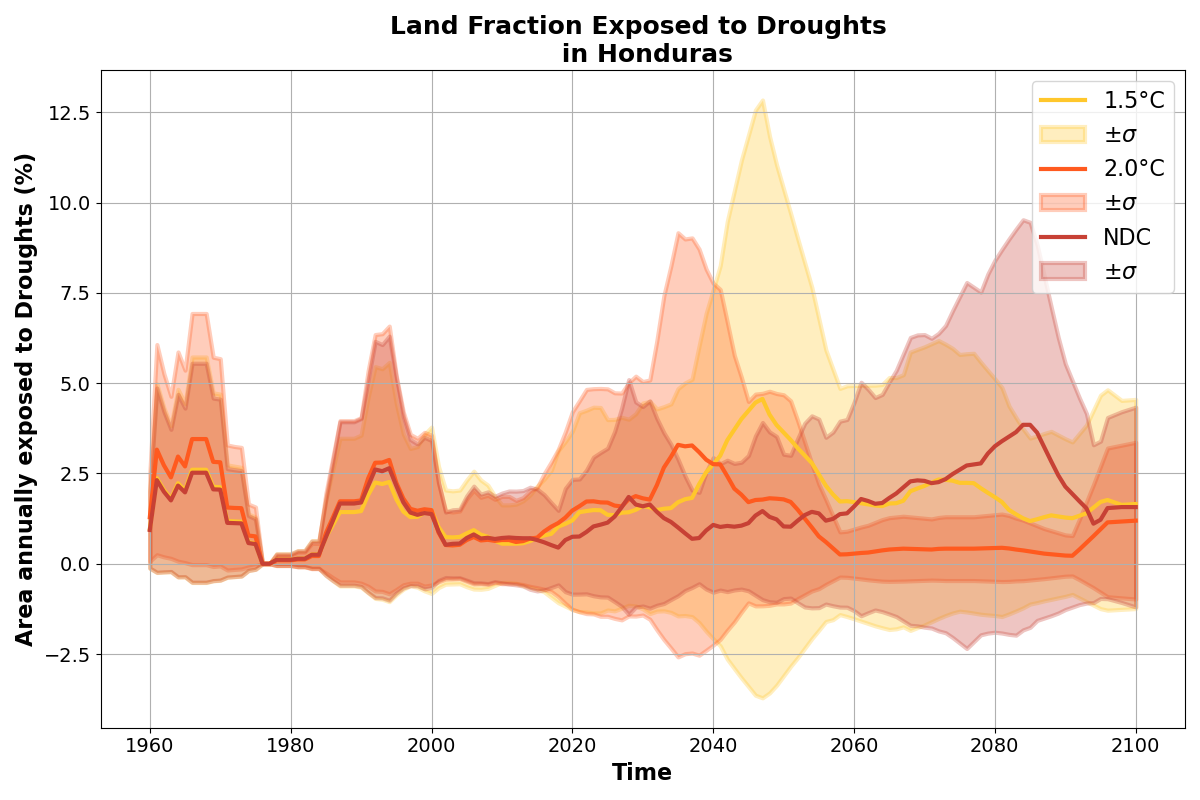 Land Fraction Exposed to Droughts
in Honduras
Area annually exposed to Droughts (%)
12.5
10.0
7.5
5.0
2.5
0.0
−2.5
1.5°C
±σ
2.0°C
±σ
NDC
±σ
1960
1980
2000
2020
2040
2060
2080
2100
Time